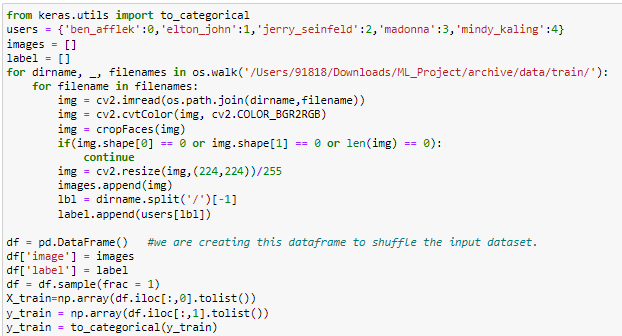 from keras.utils import to_categorical
users = {'ben_afflek':0,'elton_john':1,'jerry_seinfeld':2,'madonna':3,'mindy_kaling':4}
images = []
label = []
for dirname, _, filenames in os.walk('/Users/91818/Downloads/ML_Project/archive/data/train/'):
    for filename in filenames:
        img = cv2.imread(os.path.join(dirname,filename))
        img = cv2.cvtColor(img, cv2.COLOR_BGR2RGB)
        img = cropFaces(img)
        if(img.shape[0] == 0 or img.shape[1] == 0 or len(img) == 0):
            continue
        img = cv2.resize(img,(224,224))/255
        images.append(img)
        lbl = dirname.split('/')[-1]
        label.append(users[lbl])
df = pd.DataFrame()   #we are creating this dataframe to shuffle the input dataset.
df['image'] = images
df['label'] = label
df = df.sample(frac = 1)
X_train=np.array(df.iloc[:,0].tolist())
y_train = np.array(df.iloc[:,1].tolist())
y_train = to_categorical(y_train)